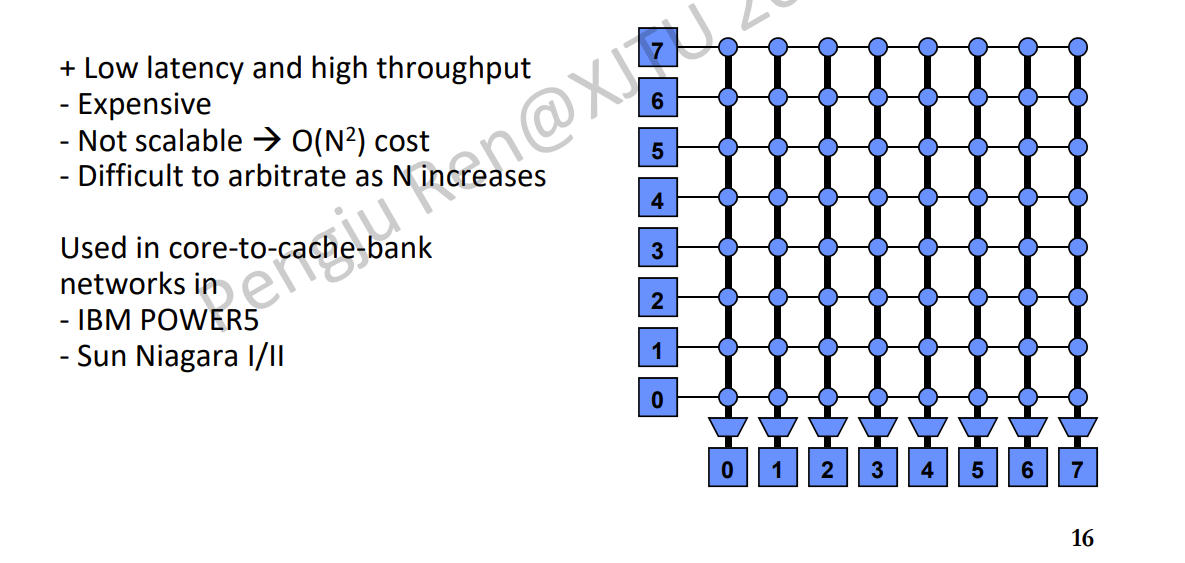 + Low latency and high throughput
- Expensive
- Not scalable → O(N²) cost
- Difficult to arbitrate as N increases
Used in core-to-cache-bank
networks in
- IBM POWER5
- Sun Niagara I/II
Pengju Ren@XJTU
7
6
5
4
3
2
1
0
0 1 2 3 4 5 6 7
16